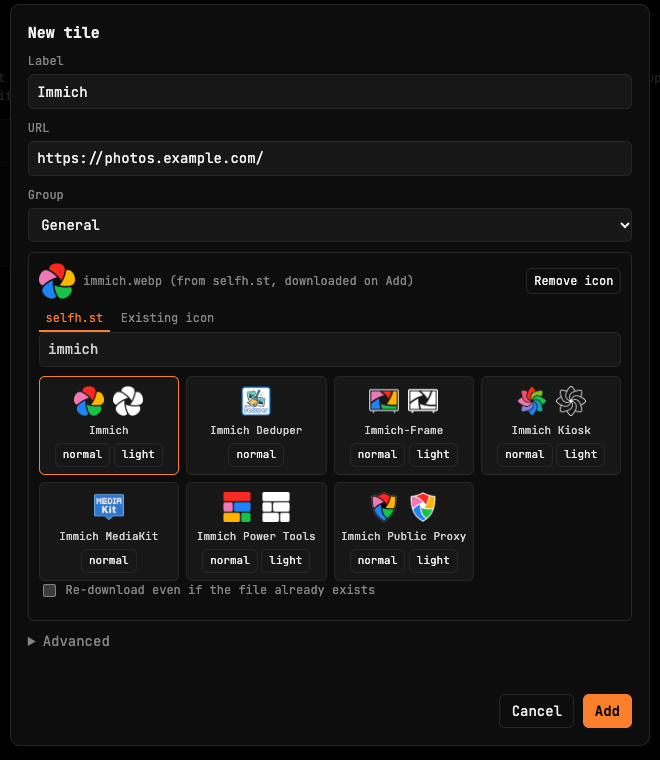 New tile
Label
Immich
URL
https://photos.example.com/
Group
General
immich.webp (from selfh.st, downloaded on Add)
Remove icon
selfh.st Existing icon
immich
Immich
normal light
Immich Deduper
normal
Immich-Frame
normal light
Immich Kiosk
normal light
MEDIA
Kit
Immich MediaKit
normal
Immich Power Tools
normal light
Immich Public Proxy
normal light
Re-download even if the file already exists
Advanced
Cancel Add